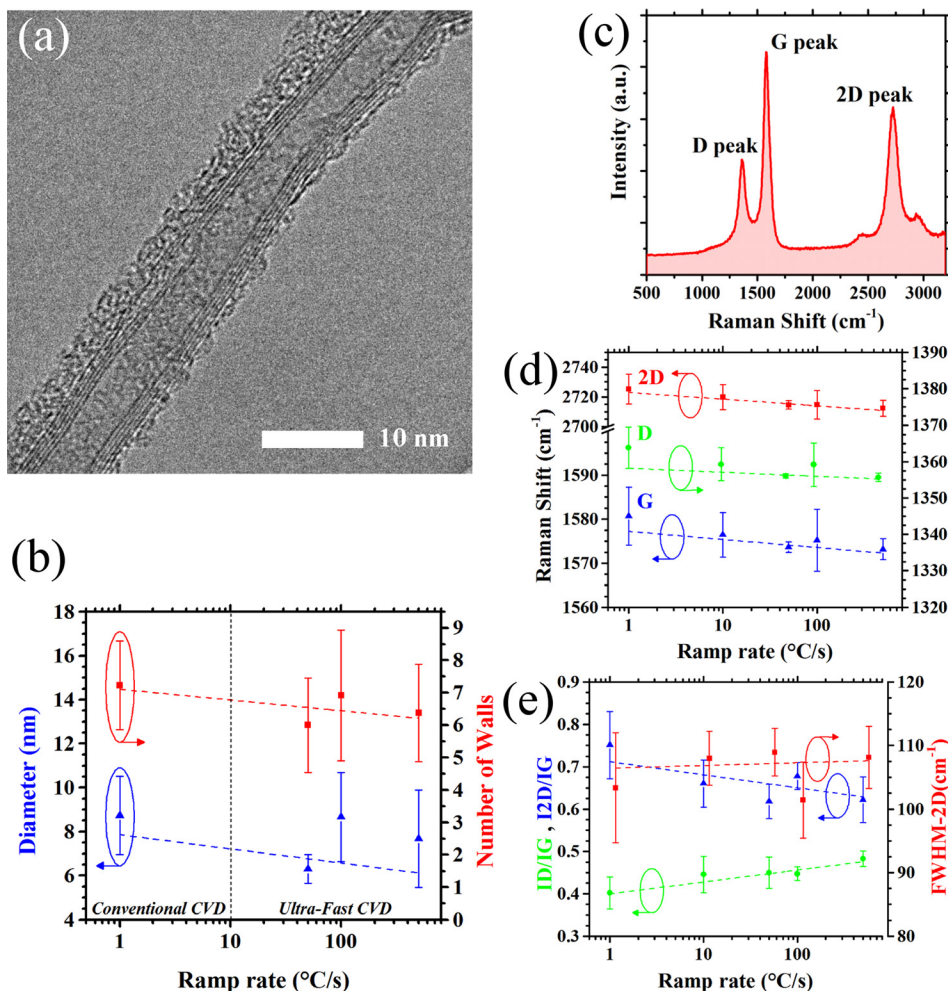 (a)
10 nm
(b)
18
16
14
12
10
8
6
4
Diameter (nm)
9
8
7
6
5
4
3
2
1
0
Number of Walls
Conventional CVD
Ultra-Fast CVD
1
10
100
Ramp rate (°C/s)
(c)
G peak
2D peak
D peak
Intensity (a.u.)
500 1000 1500 2000 2500 3000
Raman Shift (cm⁻¹)
(d)
2740
2720
2700
1590
1580
1570
1560
Raman Shift (cm⁻¹)
2D
D
G
1390
1380
1370
1360
1350
1340
1330
1320
1 10 100
Ramp rate (°C/s)
(e)
0.9
0.8
0.7
0.6
0.5
0.4
0.3
ID/IG , I2D/IG
120
110
100
90
80
FWHM-2D(cm⁻¹)
1 10 100
Ramp rate (°C/s)